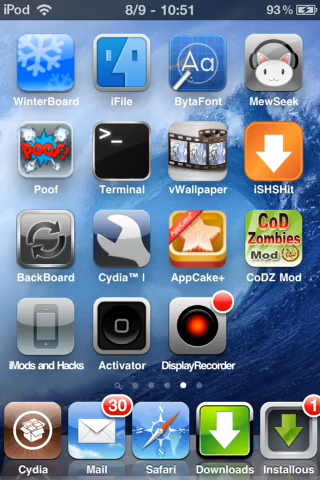 iPod 8/9 - 10:51 93%
Aa
WinterBoard iFile BytaFont MewSeek
POOF!
>_
Poof Terminal vWallpaper iSHSHit
CoD
Zombies
Mod
BackBoard Cydia™ I AppCake+ CoDZ Mod
iMods and Hacks Activator DisplayRecorder
30 1
Cydia Mail Safari Downloads Installous